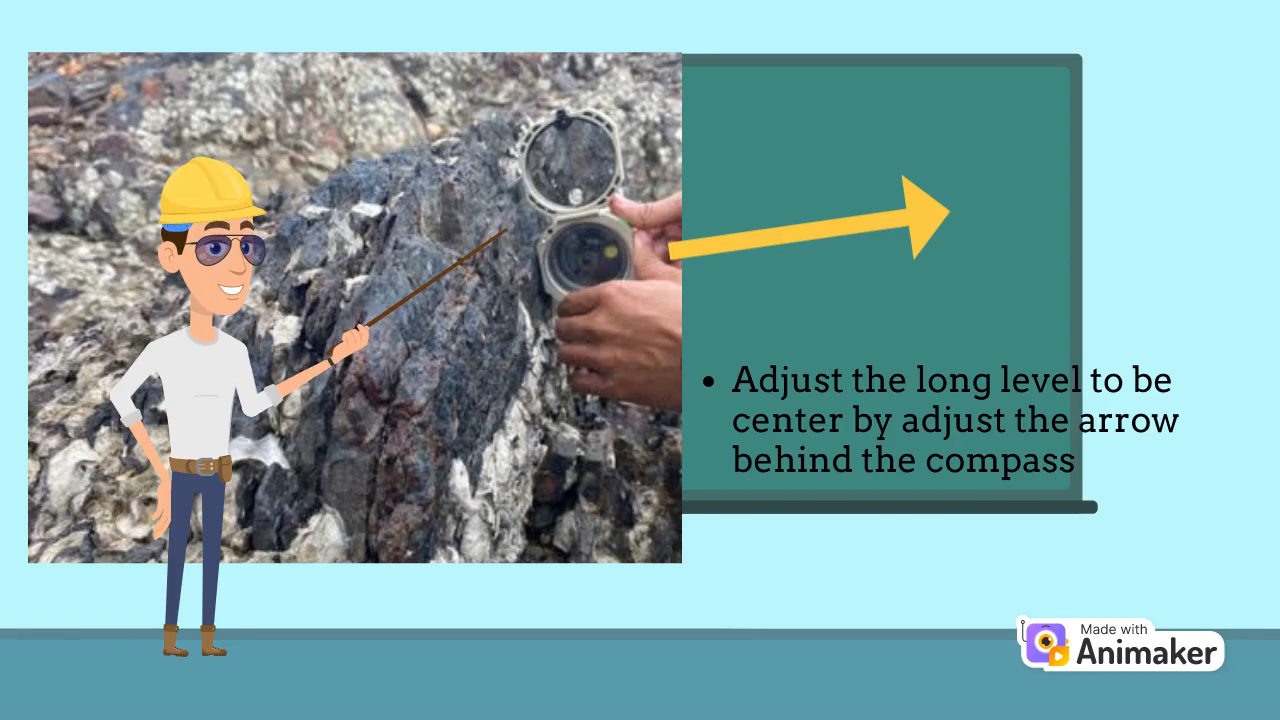 • Adjust the long level to be
center by adjust the arrow
behind the compass
Made with
Animaker